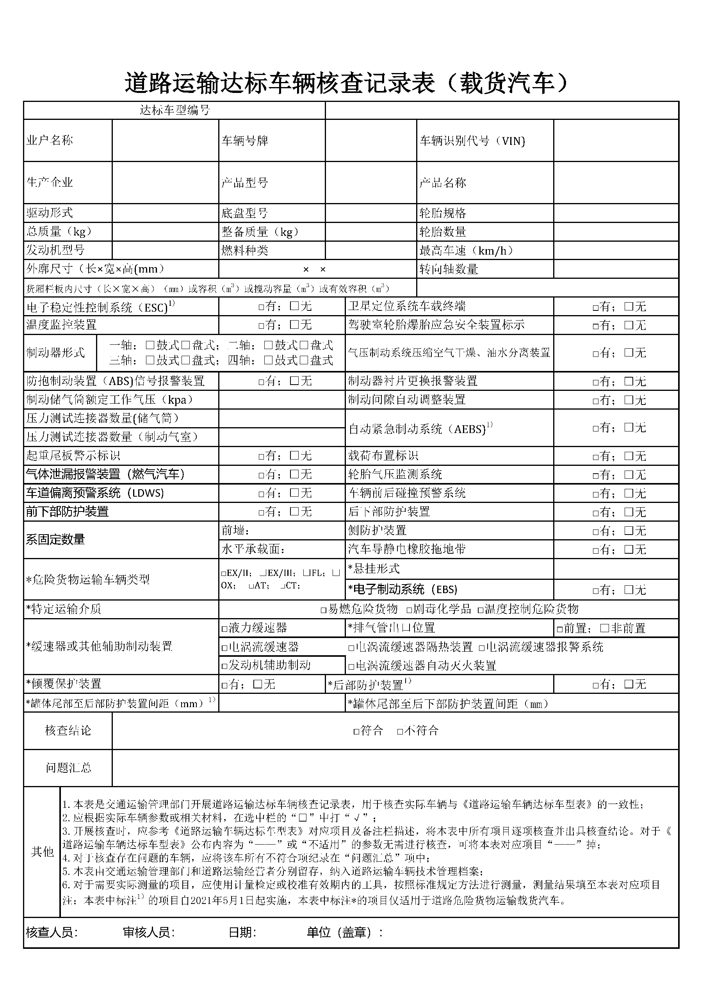 道路运输达标车辆核查记录表（载货汽车）
达标车型编号
业户名称 车辆号牌 车辆识别代号（VIN)
生产企业 产品型号 产品名称
驱动形式 底盘型号 轮胎规格
总质量（kg） 整备质量（kg） 轮胎数量
发动机型号 燃料种类 最高车速（km/h）
外廓尺寸（长×宽×高(mm） × × 转向轴数量
货厢栏板内尺寸（长×宽×高）（mm）或容积（m³）或搅动容量（m³）或有效容积（m³）
电子稳定性控制系统（ESC)¹⁾ □有；□无 卫星定位系统车载终端 □有；□无
温度监控装置 □有；□无 驾驶室轮胎爆胎应急安全装置标示 □有；□无
制动器形式 一轴：□鼓式□盘式；二轴：□鼓式□盘式
三轴：□鼓式□盘式；四轴：□鼓式□盘式
气压制动系统压缩空气干燥、油水分离装置 □有；□无
防抱制动装置（ABS)信号报警装置 □有；□无 制动器衬片更换报警装置 □有；□无
制动储气筒额定工作气压（kpa） 制动间隙自动调整装置 □有；□无
压力测试连接器数量(储气筒）
压力测试连接器数量（制动气室）
自动紧急制动系统（AEBS)¹⁾ □有；□无
起重尾板警示标识 □有；□无 载荷布置标识 □有；□无
气体泄漏报警装置（燃气汽车） □有；□无 轮胎气压监测系统 □有；□无
车道偏离预警系统（LDWS) □有；□无 车辆前后碰撞预警系统 □有；□无
前下部防护装置 □有；□无 后下部防护装置 □有；□无
系固定数量 前墙： 侧防护装置 □有；□无
水平承载面： 汽车导静电橡胶拖地带 □有；□无
*危险货物运输车辆类型 □EX/II；□EX/III；□FL；□
OX； □AT； □CT；
*悬挂形式
*电子制动系统（EBS) □有；□无
*特定运输介质 □易燃危险货物 □剧毒化学品 □温度控制危险货物
*缓速器或其他辅助制动装置 □液力缓速器 *排气管出口位置 □前置；□非前置
□电涡流缓速器 □电涡流缓速器隔热装置 □电涡流缓速器报警系统
□发动机辅助制动 □电涡流缓速器自动灭火装置
*倾覆保护装置 □有；□无 *后部防护装置¹⁾ □有；□无
*罐体尾部至后部防护装置间距（mm）¹⁾ *罐体尾部至后下部防护装置间距（mm）
核查结论 □符合 □不符合
问题汇总
其他
1.本表是交通运输管理部门开展道路运输达标车辆核查记录表，用于核查实际车辆与《道路运输车辆达标车型表》的一致性；
2.应根据实际车辆参数或相关材料，在选中栏的“□”中打“√”；
3.开展核查时，应参考《道路运输车辆达标车型表》对应项目及备注栏描述，将本表中所有项目逐项核查并出具核查结论。对于《
道路运输车辆达标车型表》公布内容为“——”或“不适用”的参数无需进行核查，可将本表对应项目“——”掉；
4.对于核查存在问题的车辆，应将该车所有不符合项纪录在“问题汇总”项中；
5.本表由交通运输管理部门和道路运输经营者分别留存，纳入道路运输车辆技术管理档案；
6.对于需要实际测量的项目，应使用计量检定或校准有效期内的工具，按照标准规定方法进行测量，测量结果填至本表对应项目
注：本表中标注¹⁾的项目自2021年5月1日起实施，本表中标注*的项目仅适用于道路危险货物运输载货汽车。
核查人员： 审核人员： 日期： 单位（盖章）：